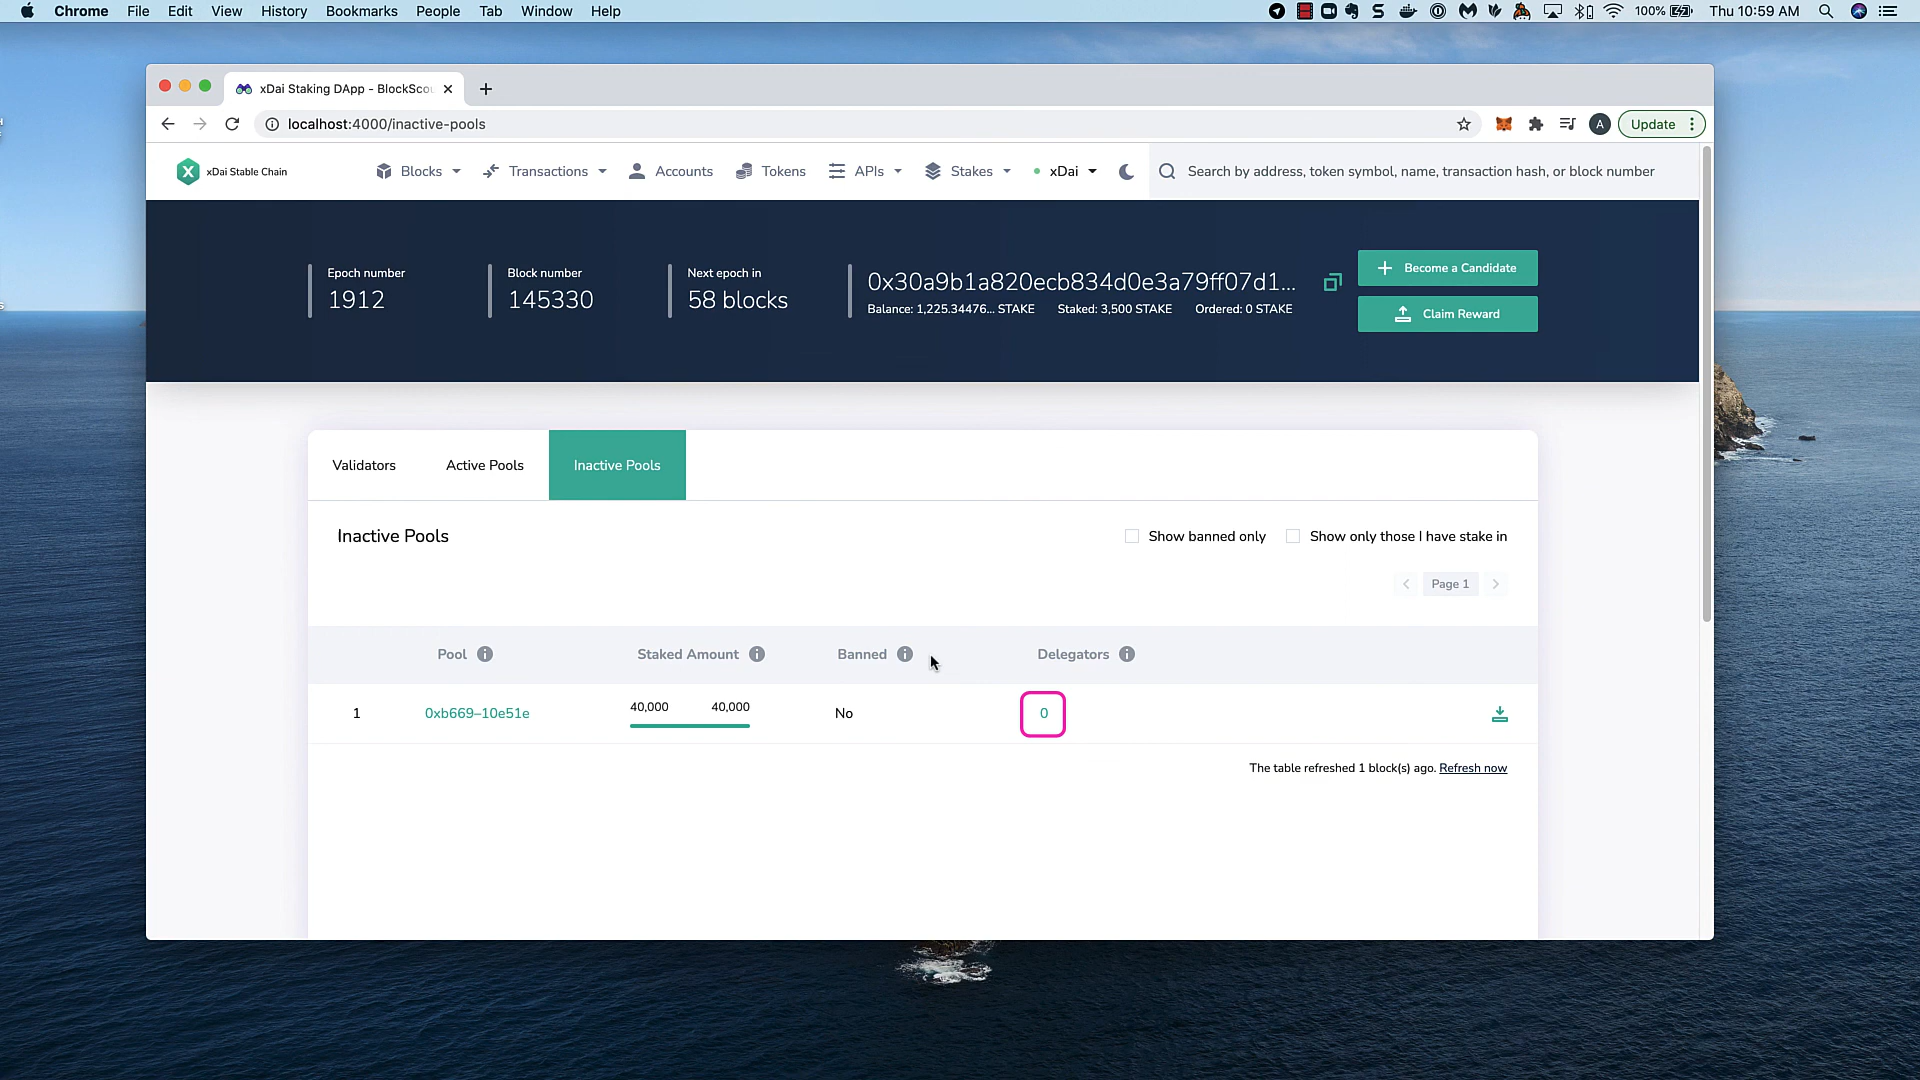 Chrome File Edit View History Bookmarks People Tab Window Help
100% Thu 10:59 AM
xDai Staking DApp - BlockScou
localhost:4000/inactive-pools
A Update
xDai Stable Chain Blocks Transactions Accounts Tokens APIs Stakes xDai Search by address, token symbol, name, transaction hash, or block number
Epoch number
1912
Block number
145330
Next epoch in
58 blocks
0x30a9b1a820ecb834d0e3a79ff07d1...
Balance: 1,225.34476... STAKE Staked: 3,500 STAKE Ordered: 0 STAKE
Become a Candidate
Claim Reward
Validators Active Pools Inactive Pools
Inactive Pools Show banned only Show only those I have stake in
Page 1
Pool Staked Amount Banned Delegators
1 0xb669–10e51e 40,000 40,000 No 0
The table refreshed 1 block(s) ago. Refresh now